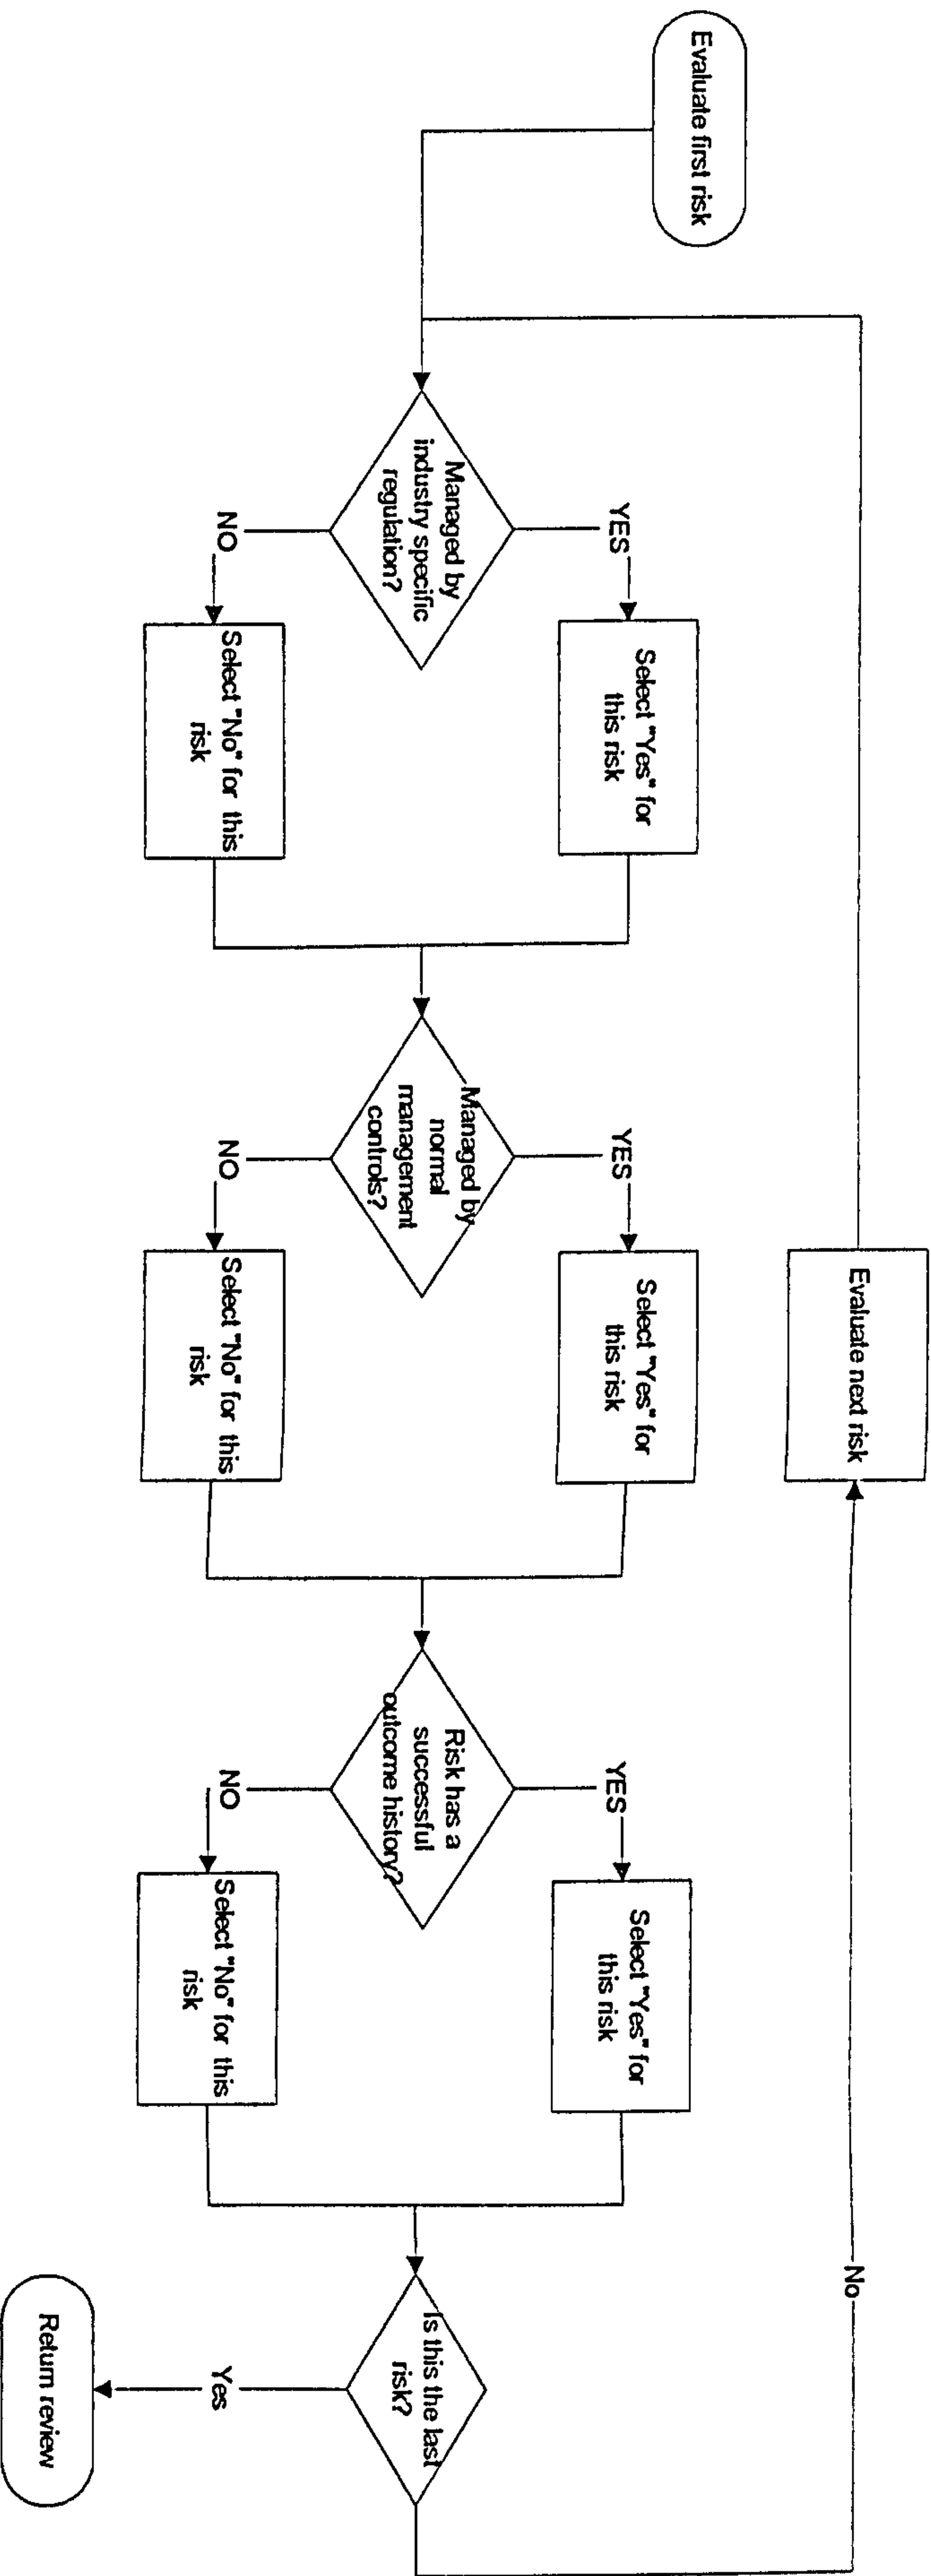 Evaluate first risk
Evaluate next risk
No
YES
Select "Yes" for
this risk
Managed by
industry specific
regulation?
NO
Select "No" for this
risk
YES
Select "Yes" for
this risk
Managed by
normal
management
controls?
NO
Select "No" for this
risk
YES
Select "Yes" for
this risk
Risk has a
successful
outcome history?
NO
Select "No" for this
risk
Is this the last
risk?
Yes
Return review